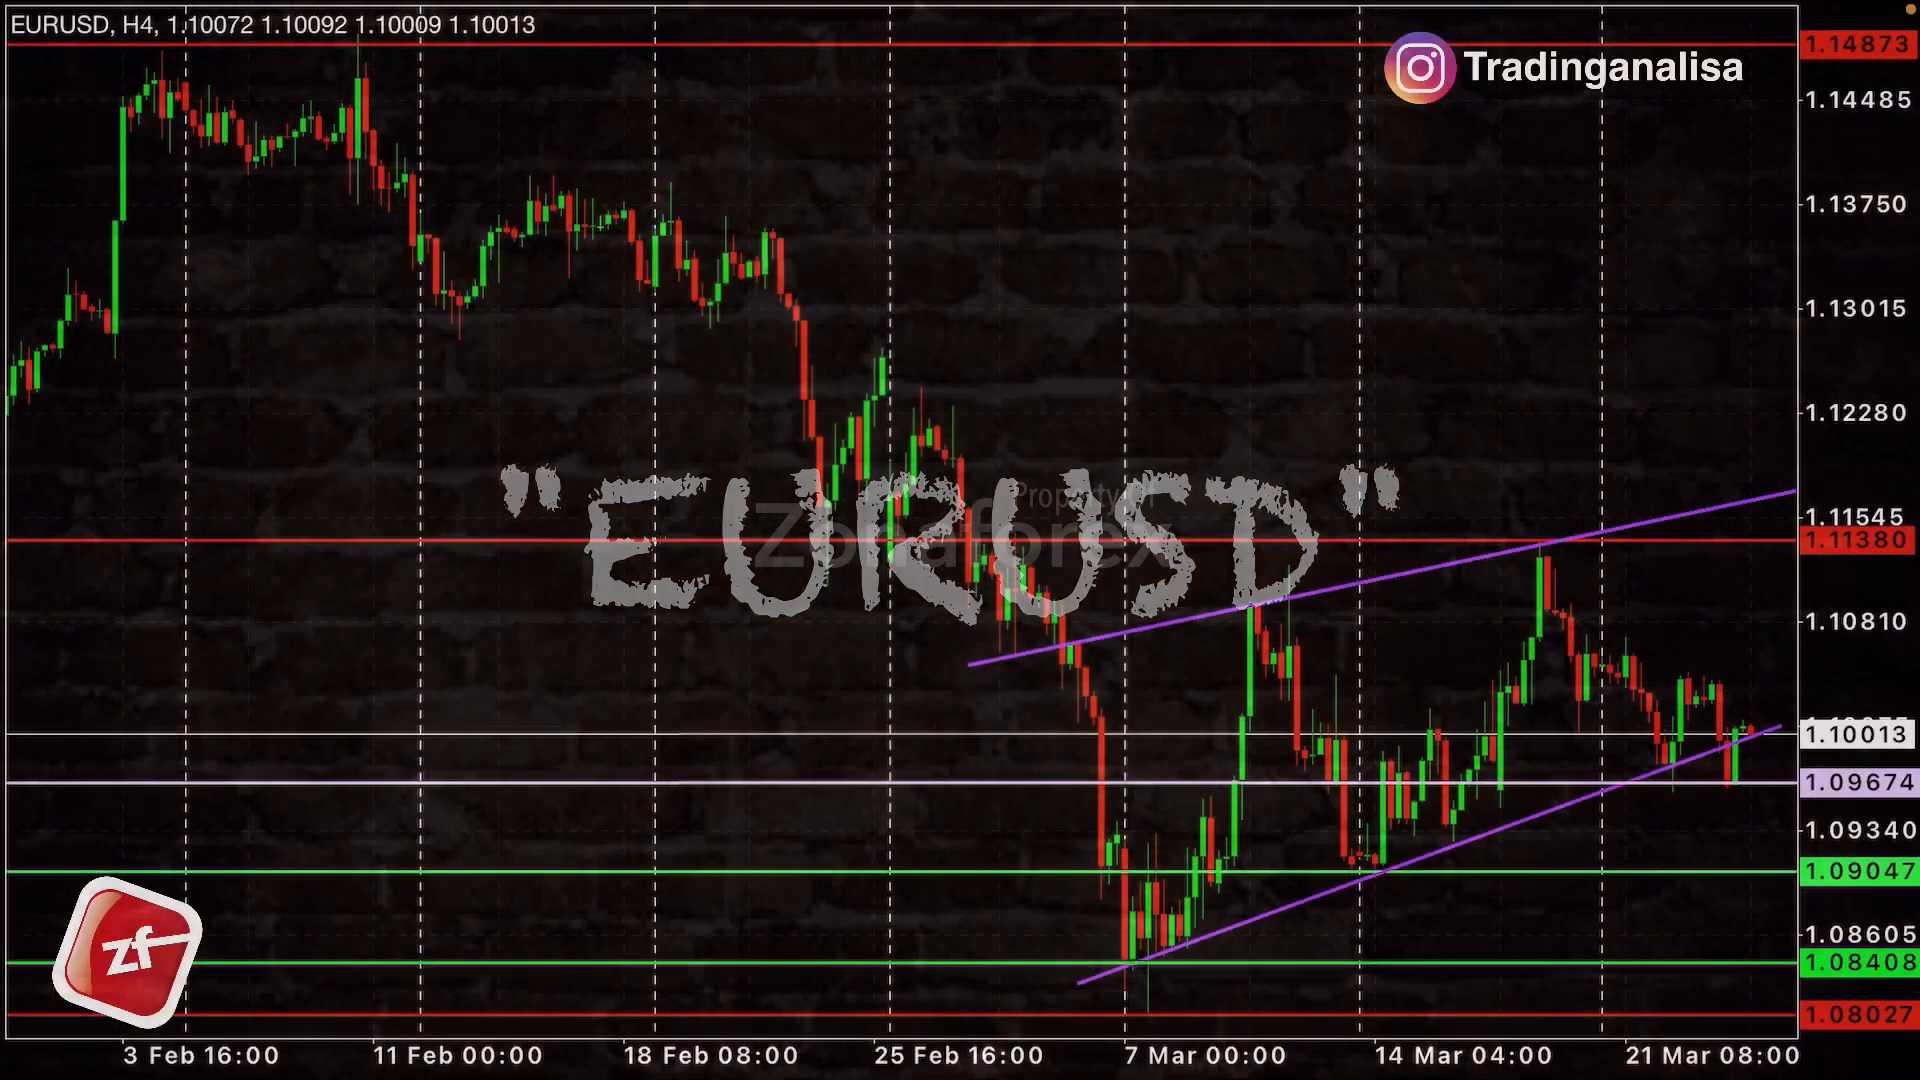 EURUSD, H4, 1.10072 1.10092 1.10009 1.10013
Tradinganalisa
1.14873
1.14485
1.13750
1.13015
1.12280
Property of
Zonaforex
"EURUSD"
1.11545
1.11380
1.10810
1.10013
1.09674
1.09340
1.09047
1.08605
1.08408
1.08027
zf
3 Feb 16:00
11 Feb 00:00
18 Feb 08:00
25 Feb 16:00
7 Mar 00:00
14 Mar 04:00
21 Mar 08:00